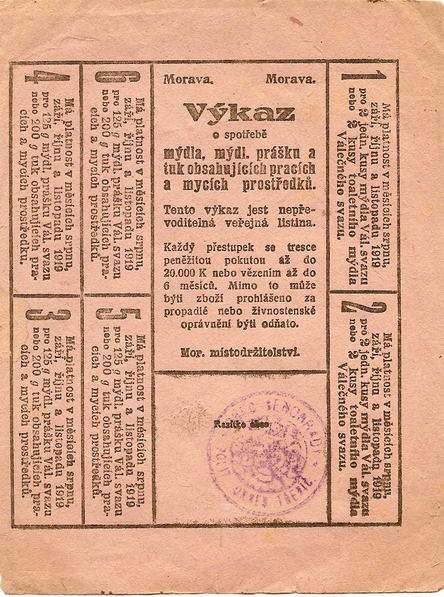 Morava. Morava.
Výkaz
o spotřebě
mýdla, mýdl. prášku a
tuk obsahujících pracích
a mycích prostředků.
Tento výkaz jest nepře-
voditelná veřejná listina.
Každý přestupek se tresce
peněžitou pokutou až do
20.000 K nebo vězením až do
6 měsíců. Mimo to může
býti zboží prohlášeno za
propadlé nebo živnostenské
oprávnění býti odňato.
Mor. místodržitelství.
Razítko obce.
1
Má platnost v měsících srpnu,
září, říjnu a listopadu 1919
pro 2 jedn. kusy mýdla Vál. svazu
nebo 2 kusy toaletního mýdla
Válečného svazu.
2
Má platnost v měsících srpnu,
září, říjnu a listopadu 1919
pro 2 jedn. kusy mýdla Vál. svazu
nebo 2 kusy toaletního mýdla
Válečného svazu.
3
Má platnost v měsících srpnu,
září, říjnu a listopadu 1919
pro 125 g mýdl. prášku Vál. svazu
nebo 200 g tuk obsahujících pra-
cích a mycích prostředků.
4
Má platnost v měsících srpnu,
září, říjnu a listopadu 1919
pro 125 g mýdl. prášku Vál. svazu
nebo 200 g tuk obsahujících pra-
cích a mycích prostředků.
5
Má platnost v měsících srpnu,
září, říjnu a listopadu 1919
pro 125 g mýdl. prášku Vál. svazu
nebo 200 g tuk obsahujících pra-
cích a mycích prostředků.
6
Má platnost v měsících srpnu,
září, říjnu a listopadu 1919
pro 125 g mýdl. prášku Vál. svazu
nebo 200 g tuk obsahujících pra-
cích a mycích prostředků.